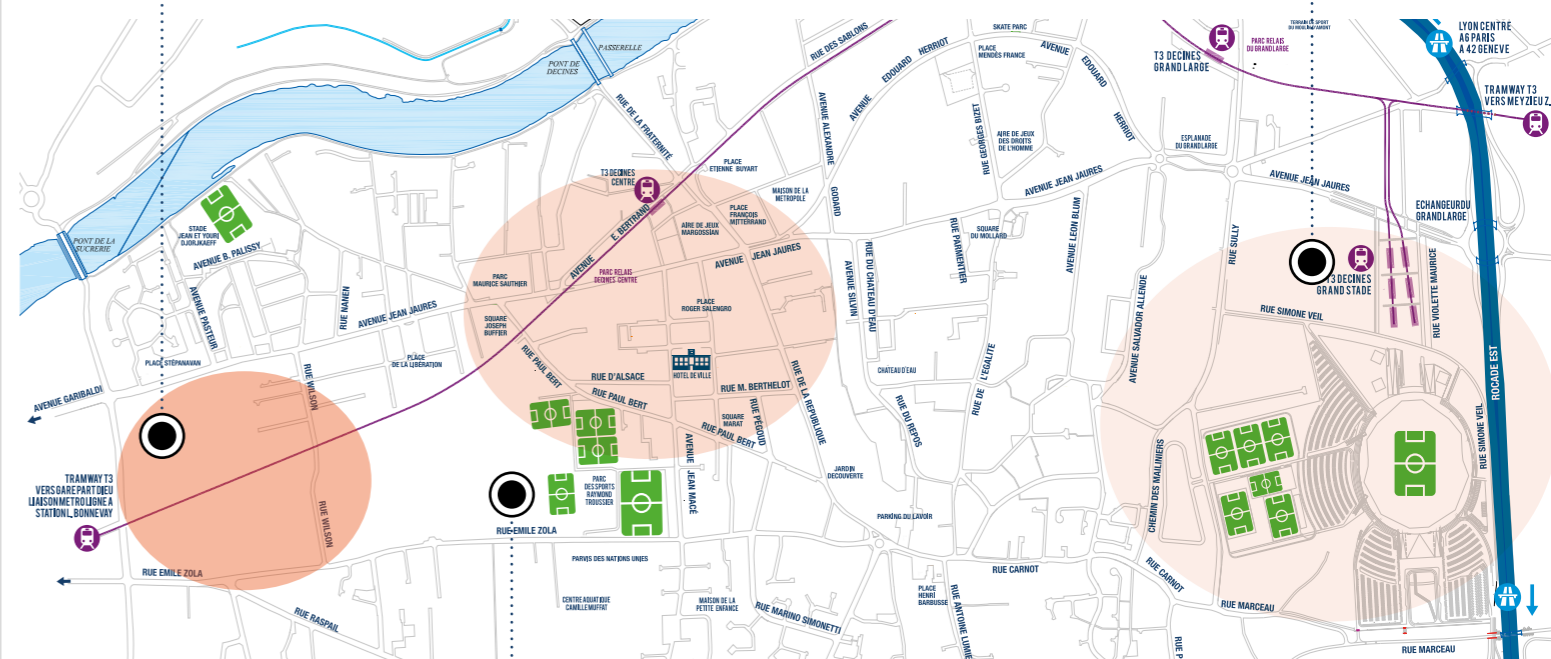 SKATE PARC
TERRAIN DE SPORT
DU MOULIN D'AMONT
LYON CENTRE
A6 PARIS
A 42 GENEVE
PARC RELAIS
DU GRAND LARGE
T3 DECINES
GRAND LARGE
TRAMWAY T3
VERS MEYZIEU Z.
PASSERELLE
PONT DE
DECINES
RUE DES SABLONS
AVENUE
EDOUARD
HERRIOT
PLACE
MENDÈS FRANCE
AVENUE
EDOUARD
HERRIOT
RUE DE LA FRATERNITÉ
AVENUE ALEXANDRE
GODARD
RUE GEORGES BIZET
AIRE DE JEUX
DES DROITS
DE L'HOMME
ESPLANADE
DU GRAND LARGE
PLACE
ETIENNE BUYART
T3 DECINES
CENTRE
MAISON DE LA
METROPOLE
AVENUE JEAN JAURES
AVENUE JEAN JAURES
ECHANGEUR DU
GRAND LARGE
PLACE
FRANÇOIS
MITTERRAND
AIRE DE JEUX
MARGOSSIAN
E. BERTRAND
AVENUE
AVENUE JEAN JAURES
STADE
JEAN ET YOURI
DJORJKAEFF
AVENUE B. PALISSY
PONT DE LA
SUCRERIE
RUE PARMENTIER
SQUARE
DU MOLLARD
AVENUE LEON BLUM
RUE SULLY
PARC
MAURICE SAUTHIER
PARC RELAIS
DECINES CENTRE
AVENUE SILVIN
RUE DU CHATEAU D'EAU
T3 DECINES
GRAND STADE
AVENUE PASTEUR
RUE NANEN
AVENUE JEAN JAURES
SQUARE
JOSEPH
BUFFIER
PLACE
ROGER SALENGRO
AVENUE SALVADOR ALLENDE
RUE SIMONE VEIL
RUE VIOLETTE MAURICE
PLACE STÉPANAVAN
PLACE
DE LA LIBÉRATION
RUE PAUL BERT
RUE D'ALSACE
HOTEL DE VILLE
RUE M. BERTHELOT
RUE DE LA REPUBLIQUE
CHATEAU D'EAU
RUE DE L'EGALITE
ROCADE EST
AVENUE GARIBALDI
RUE WILSON
RUE PAUL BERT
SQUARE
MARAT
RUE PÉGOUD
RUE PAUL BERT
RUE DU REPOS
RUE SIMONE VEIL
AVENUE
JEAN MACÉ
JARDIN
DECOUVERTE
CHEMIN DES MAILINIERS
TRAMWAY T3
VERS GARE PART DIEU
LIAISON METRO LIGNE A
STATION L. BONNEVAY
PARC
DES SPORTS
RAYMOND
TROUSSIER
RUE WILSON
RUE EMILE ZOLA
PARKING DU LAVOIR
PARVIS DES NATIONS UNIES
RUE EMILE ZOLA
RUE CARNOT
RUE CARNOT
CENTRE AQUATIQUE
CAMILLE MUFFAT
MAISON DE LA
PETITE ENFANCE
RUE MARINO SIMONETTI
PLACE
HENRI
BARBUSSE
RUE ANTOINE LUMIE
RUE MARCEAU
RUE RASPAIL
RUE P
RUE MARCEAU